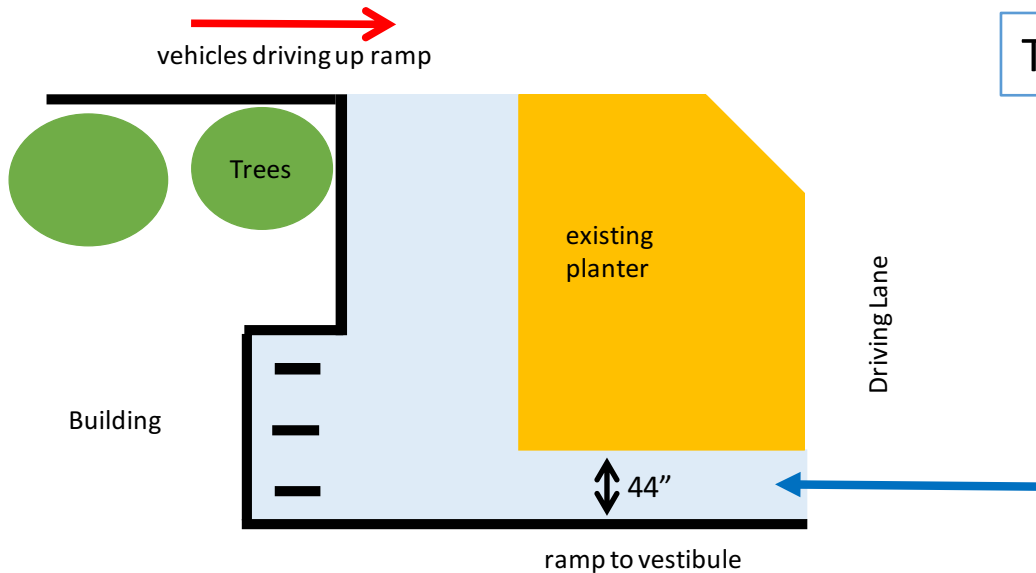 vehicles driving up ramp
T
Trees
existing
planter
Driving Lane
Building
44”
ramp to vestibule